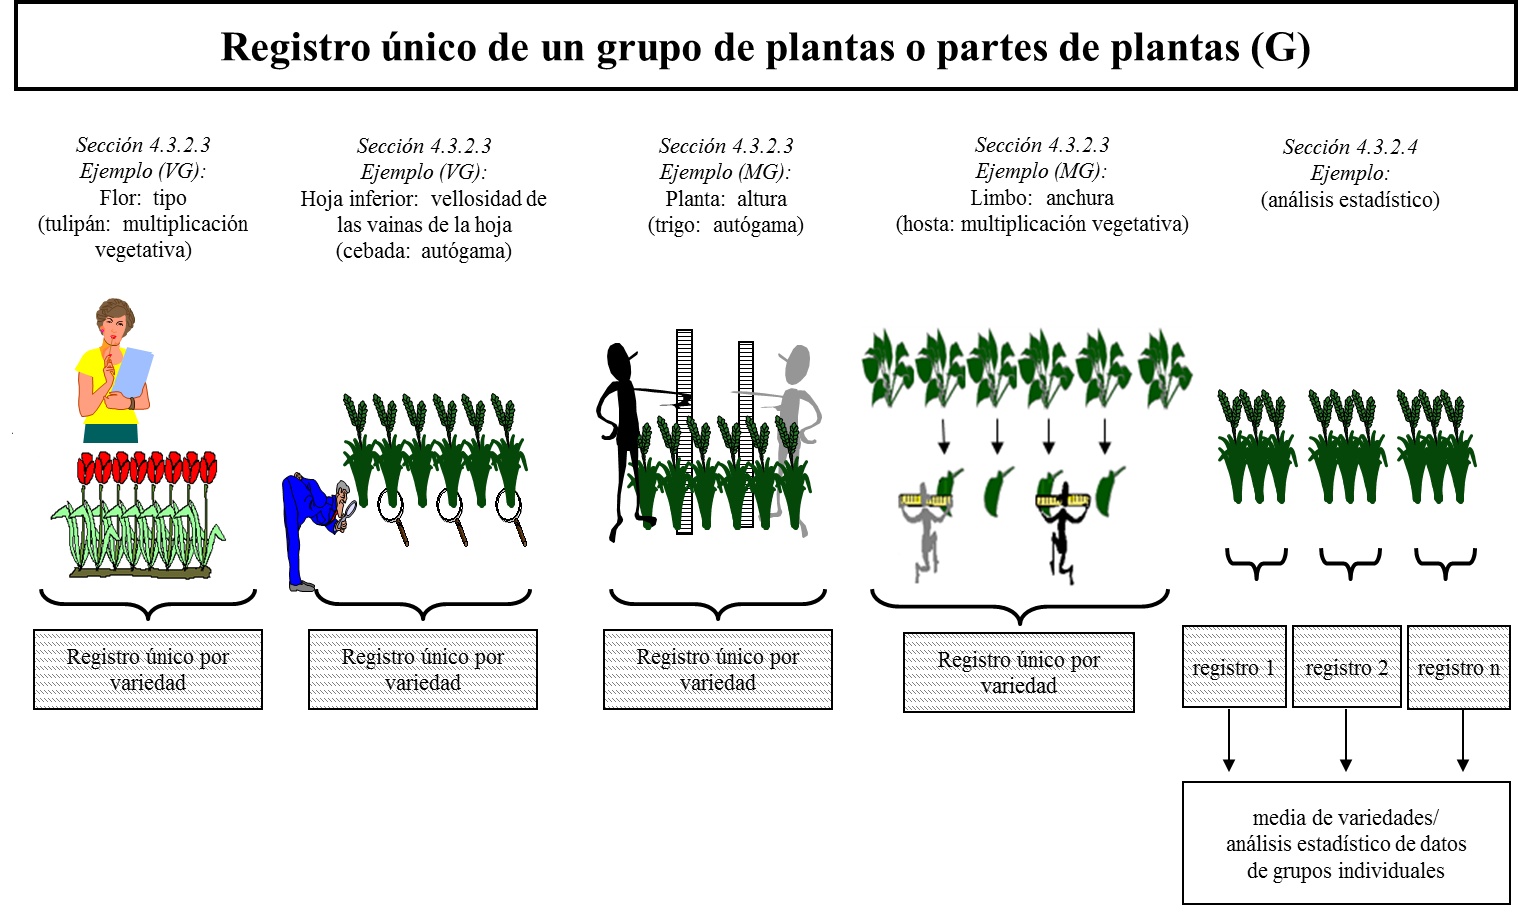 Registro único de un grupo de plantas o partes de plantas (G)
Sección 4.3.2.3
Ejemplo (VG):
Flor: tipo
(tulipán: multiplicación
vegetativa)
Sección 4.3.2.3
Ejemplo (VG):
Hoja inferior: vellosidad de
las vainas de la hoja
(cebada: autógama)
Sección 4.3.2.3
Ejemplo (MG):
Planta: altura
(trigo: autógama)
Sección 4.3.2.3
Ejemplo (MG):
Limbo: anchura
(hosta: multiplicación vegetativa)
Sección 4.3.2.4
Ejemplo:
(análisis estadístico)
Registro único por
variedad
Registro único por
variedad
Registro único por
variedad
Registro único por
variedad
registro 1
registro 2
registro n
media de variedades/
análisis estadístico de datos
de grupos individuales